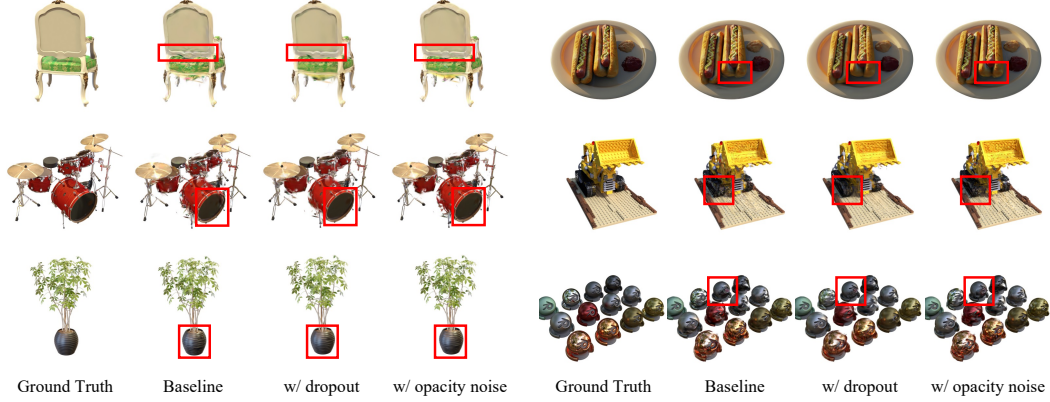 Ground Truth Baseline w/ dropout w/ opacity noise Ground Truth Baseline w/ dropout w/ opacity noise